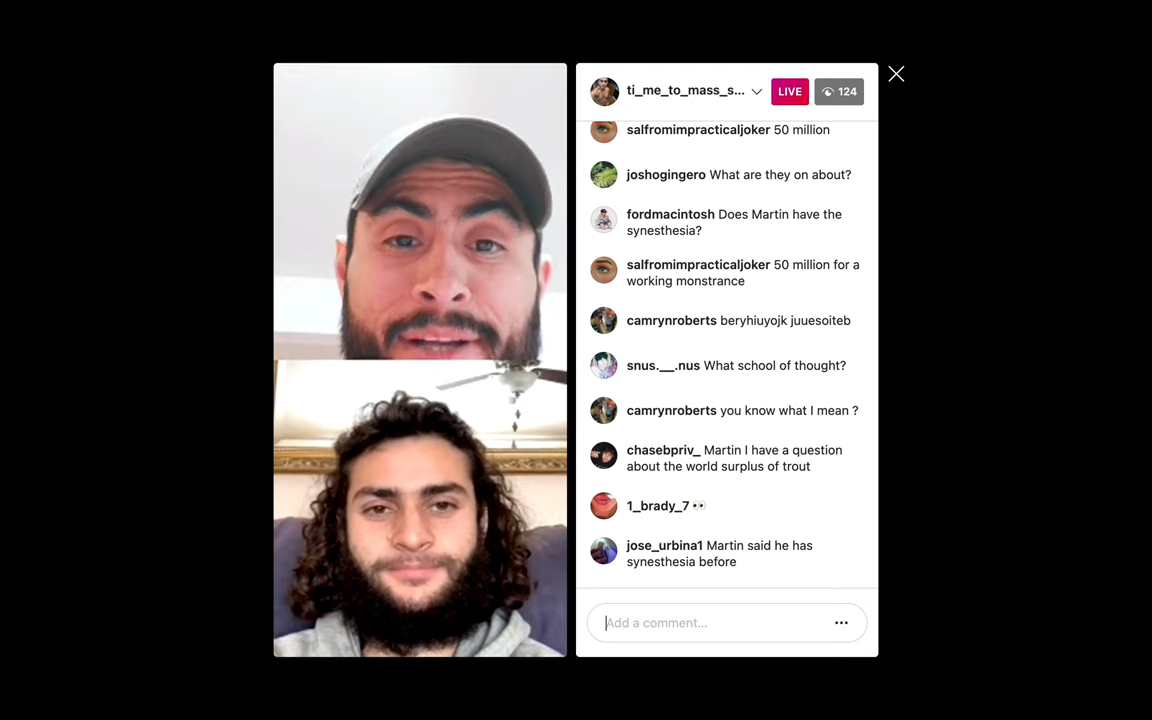 ti_me_to_mass_s...
LIVE
124
salfromimpracticaljoker 50 million
joshogingero What are they on about?
fordmacintosh Does Martin have the
synesthesia?
salfromimpracticaljoker 50 million for a
working monstrance
camrynroberts beryhiuyojk juuesoiteb
snus.__.nus What school of thought?
camrynroberts you know what I mean ?
chasebpriv_ Martin I have a question
about the world surplus of trout
1_brady_7 👀
jose_urbina1 Martin said he has
synesthesia before
Add a comment...